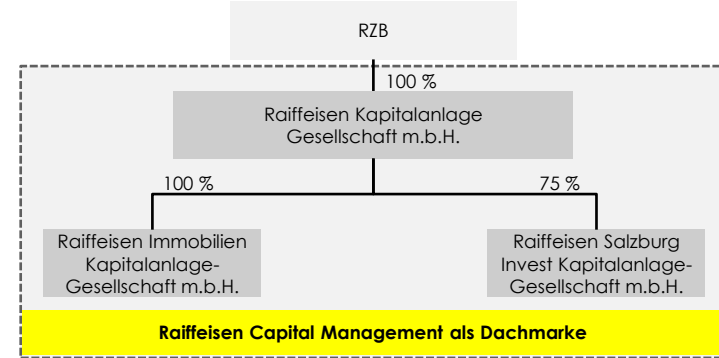 RZB
100 %
Raiffeisen Kapitalanlage
Gesellschaft m.b.H.
100 %
75 %
Raiffeisen Immobilien
Kapitalanlage-
Gesellschaft m.b.H.
Raiffeisen Salzburg
Invest Kapitalanlage-
Gesellschaft m.b.H.
Raiffeisen Capital Management als Dachmarke